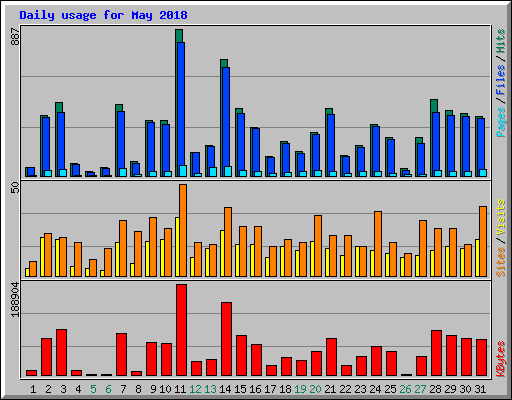 Daily usage for May 2018
887
Pages / Files / Hits
50
Sites / Visits
188904
KBytes
1 2 3 4 5 6 7 8 9 10 11 12 13 14 15 16 17 18 19 20 21 22 23 24 25 26 27 28 29 30 31